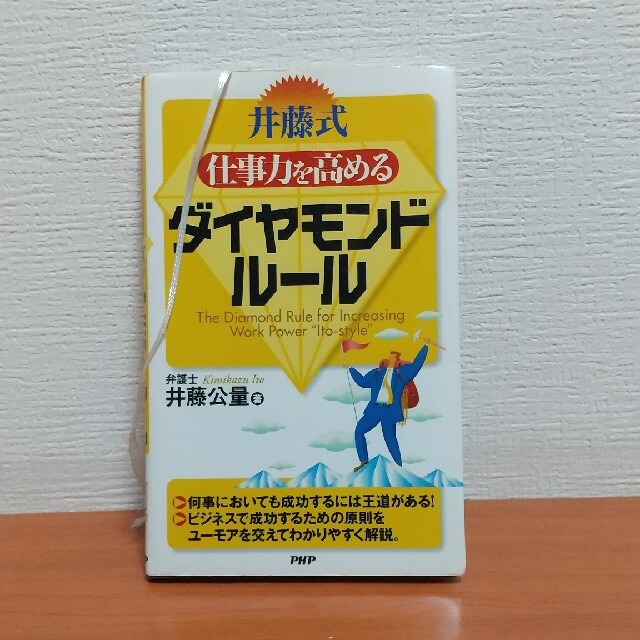 井藤式
仕事力を高める
ダイヤモンド
ルール
The Diamond Rule for Increasing
Work Power "Ito-style"
弁護士 Kimikazu Ito
井藤公量 著
何事においても成功するには王道がある!
ビジネスで成功するための原則を
ユーモアを交えてわかりやすく解説。
PHP